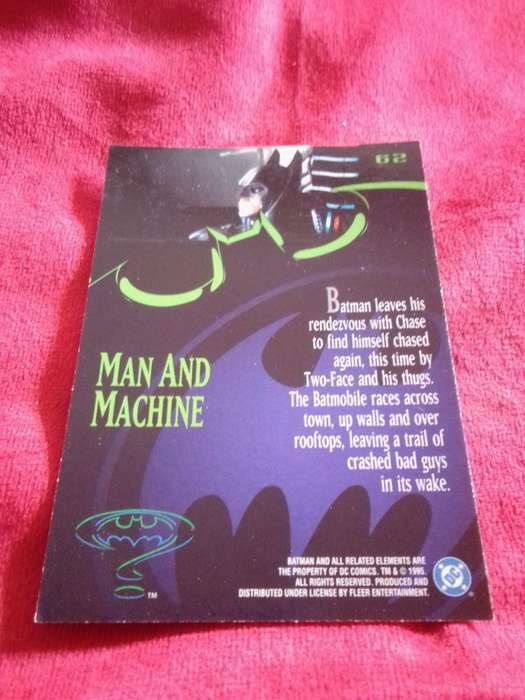 62
Batman leaves his
rendezvous with Chase
to find himself chased
again, this time by
Two-Face and his thugs.
The Batmobile races across
town, up walls and over
rooftops, leaving a trail of
crashed bad guys
in its wake.
MAN AND
MACHINE
TM
BATMAN AND ALL RELATED ELEMENTS ARE
THE PROPERTY OF DC COMICS. TM & © 1995.
ALL RIGHTS RESERVED. PRODUCED AND
DISTRIBUTED UNDER LICENSE BY FLEER ENTERTAINMENT.
DC